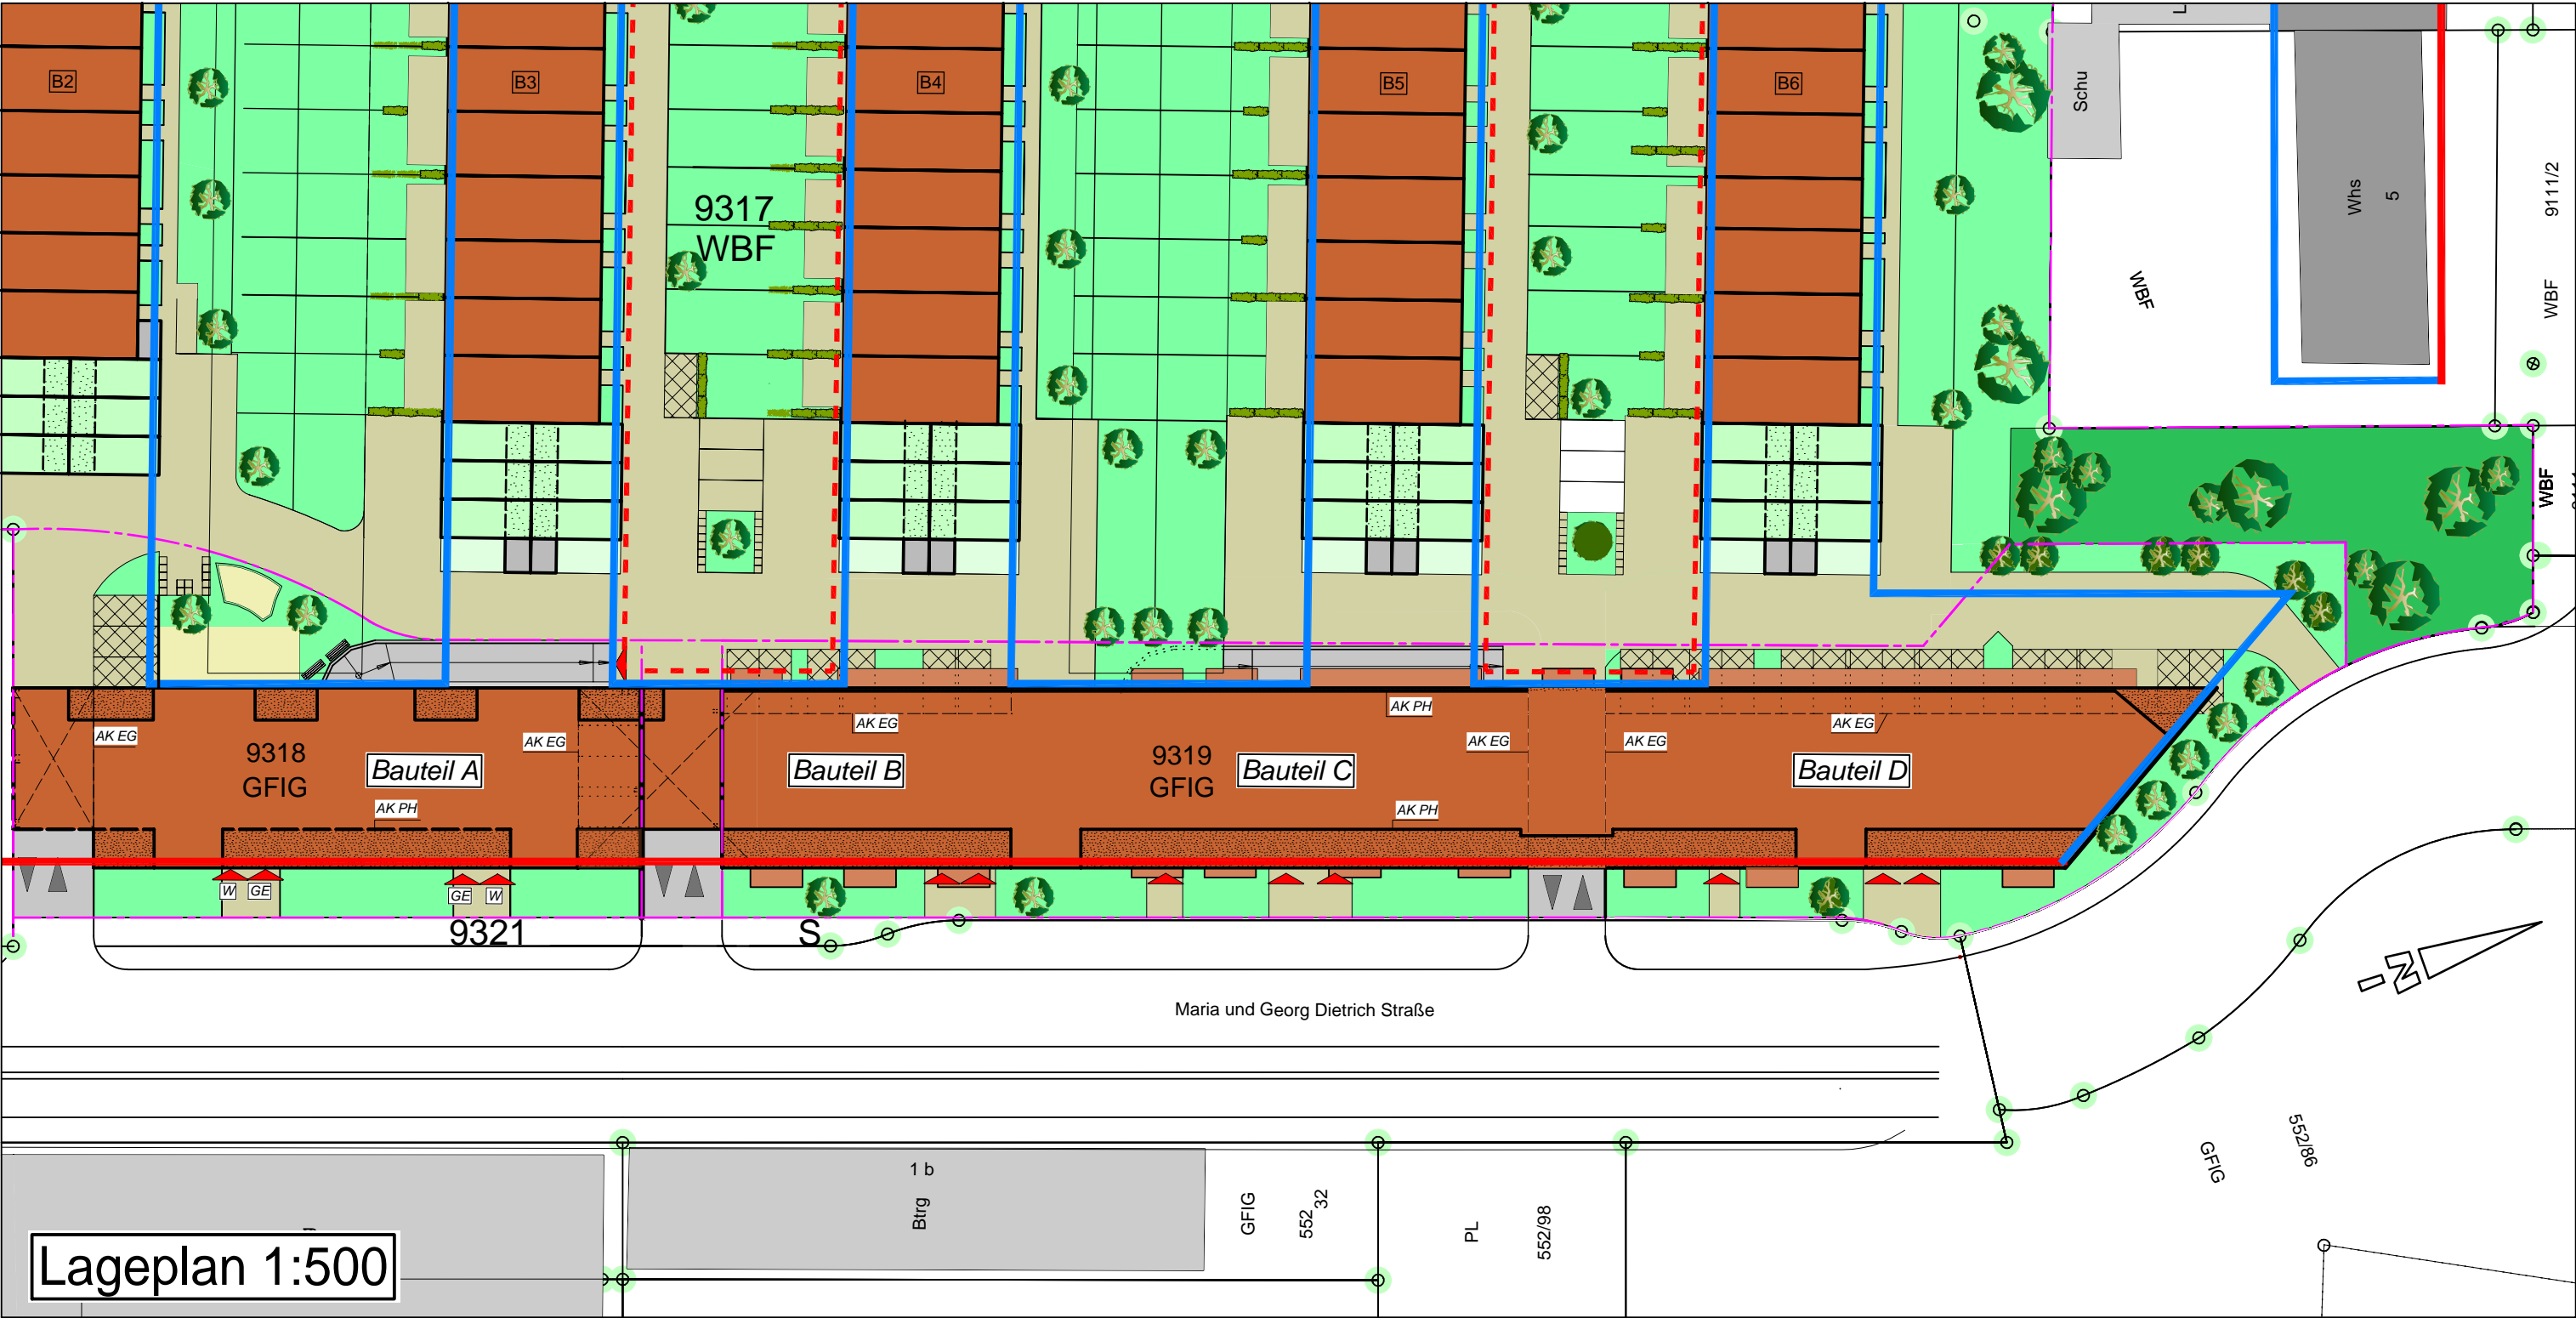 B2
B3
B4
B5
B6
Schu
Whs
5
9111/2
WBF
WBF
WBF
9317
WBF
AK EG
9318
GFIG
Bauteil A
AK PH
AK EG
AK EG
Bauteil B
9319
GFIG
Bauteil C
AK PH
AK EG
AK PH
AK EG
Bauteil D
AK EG
W
GE
GE
W
9321
S
Maria und Georg Dietrich Straße
N
1 b
Btrg
GFIG
552
32
PL
552/98
GFIG
552/86
Lageplan 1:500